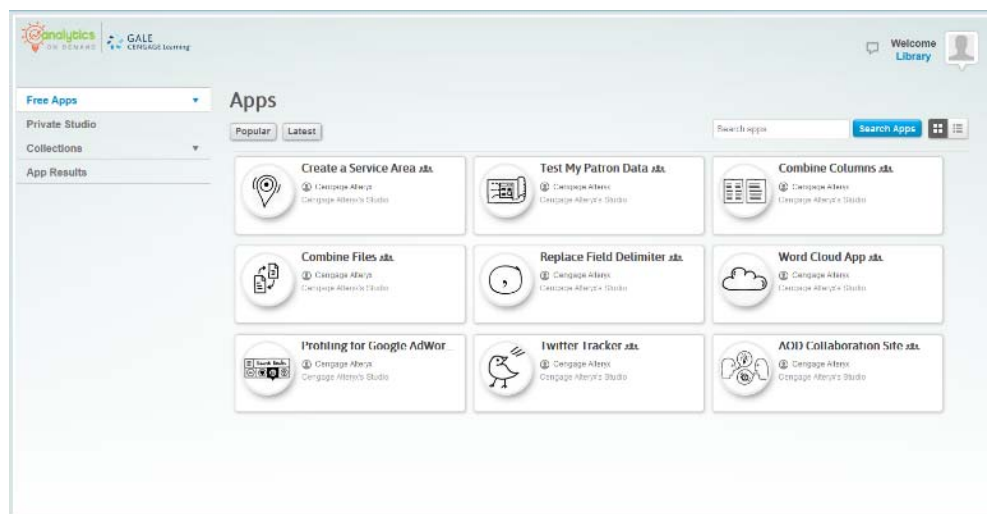 analytics
ON DEMAND
GALE
CENGAGE Learning
Welcome
Library
Free Apps
Private Studio
Collections
App Results
Apps
Popular
Latest
Search apps
Search Apps
Create a Service Area
Cengage Alteryx
Cengage Alteryx's Studio
Test My Patron Data
Cengage Alteryx
Cengage Alteryx's Studio
Combine Columns
Cengage Alteryx
Cengage Alteryx's Studio
Combine Files
Cengage Alteryx
Cengage Alteryx's Studio
Replace Field Delimiter
Cengage Alteryx
Cengage Alteryx's Studio
Word Cloud App
Cengage Alteryx
Cengage Alteryx's Studio
Profiling for Google AdWor...
Cengage Alteryx
Cengage Alteryx's Studio
Twitter Tracker
Cengage Alteryx
Cengage Alteryx's Studio
AOD Collaboration Site
Cengage Alteryx
Cengage Alteryx's Studio